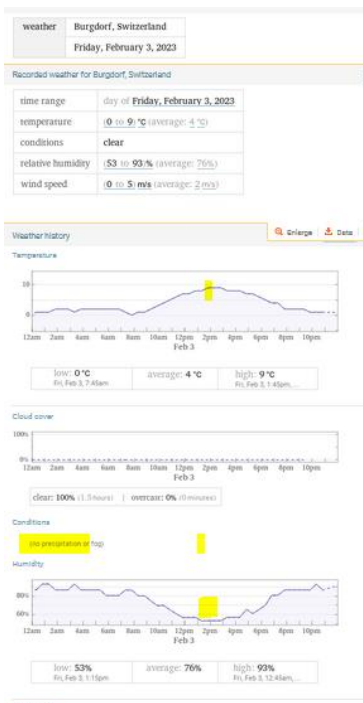 weather Burgdorf, Switzerland
Friday, February 3, 2023
Recorded weather for Burgdorf, Switzerland
time range day of Friday, February 3, 2023
temperature (0 to 9) °C (average: 4 °C)
conditions clear
relative humidity (53 to 93)% (average: 76%)
wind speed (0 to 5) m/s (average: 2 m/s)
Weather history Enlarge Data
Temperature
10
0
12am 2am 4am 6am 8am 10am 12pm 2pm 4pm 6pm 8pm 10pm
Feb 3
low: 0 °C average: 4 °C high: 9 °C
Fri, Feb 3, 7:45am Fri, Feb 3, 1:45pm, ...
Cloud cover
100%
0%
12am 2am 4am 6am 8am 10am 12pm 2pm 4pm 6pm 8pm 10pm
Feb 3
clear: 100% (1.5 hours) | overcast: 0% (0 minutes)
Conditions
(no precipitation or fog)
Humidity
80%
60%
12am 2am 4am 6am 8am 10am 12pm 2pm 4pm 6pm 8pm 10pm
Feb 3
low: 53% average: 76% high: 93%
Fri, Feb 3, 1:15pm Fri, Feb 3, 12:45am, ...